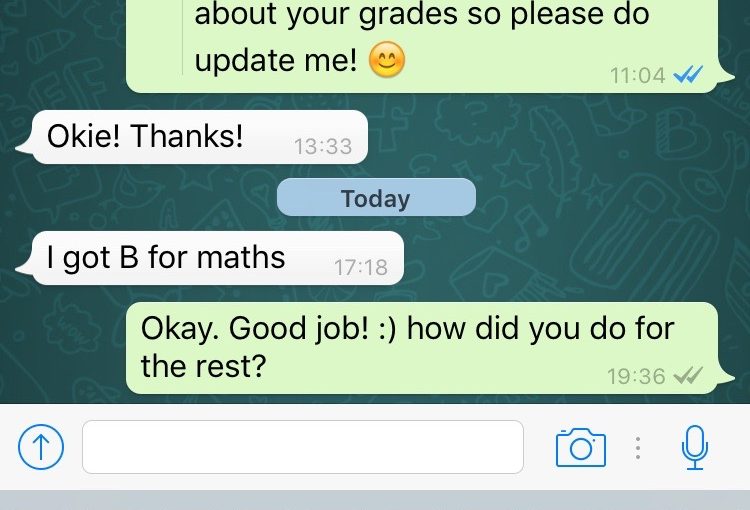 about your grades so please do
update me! 😊
11:04
Okie! Thanks!
13:33
Today
I got B for maths
17:18
Okay. Good job! :) how did you do for
the rest?
19:36